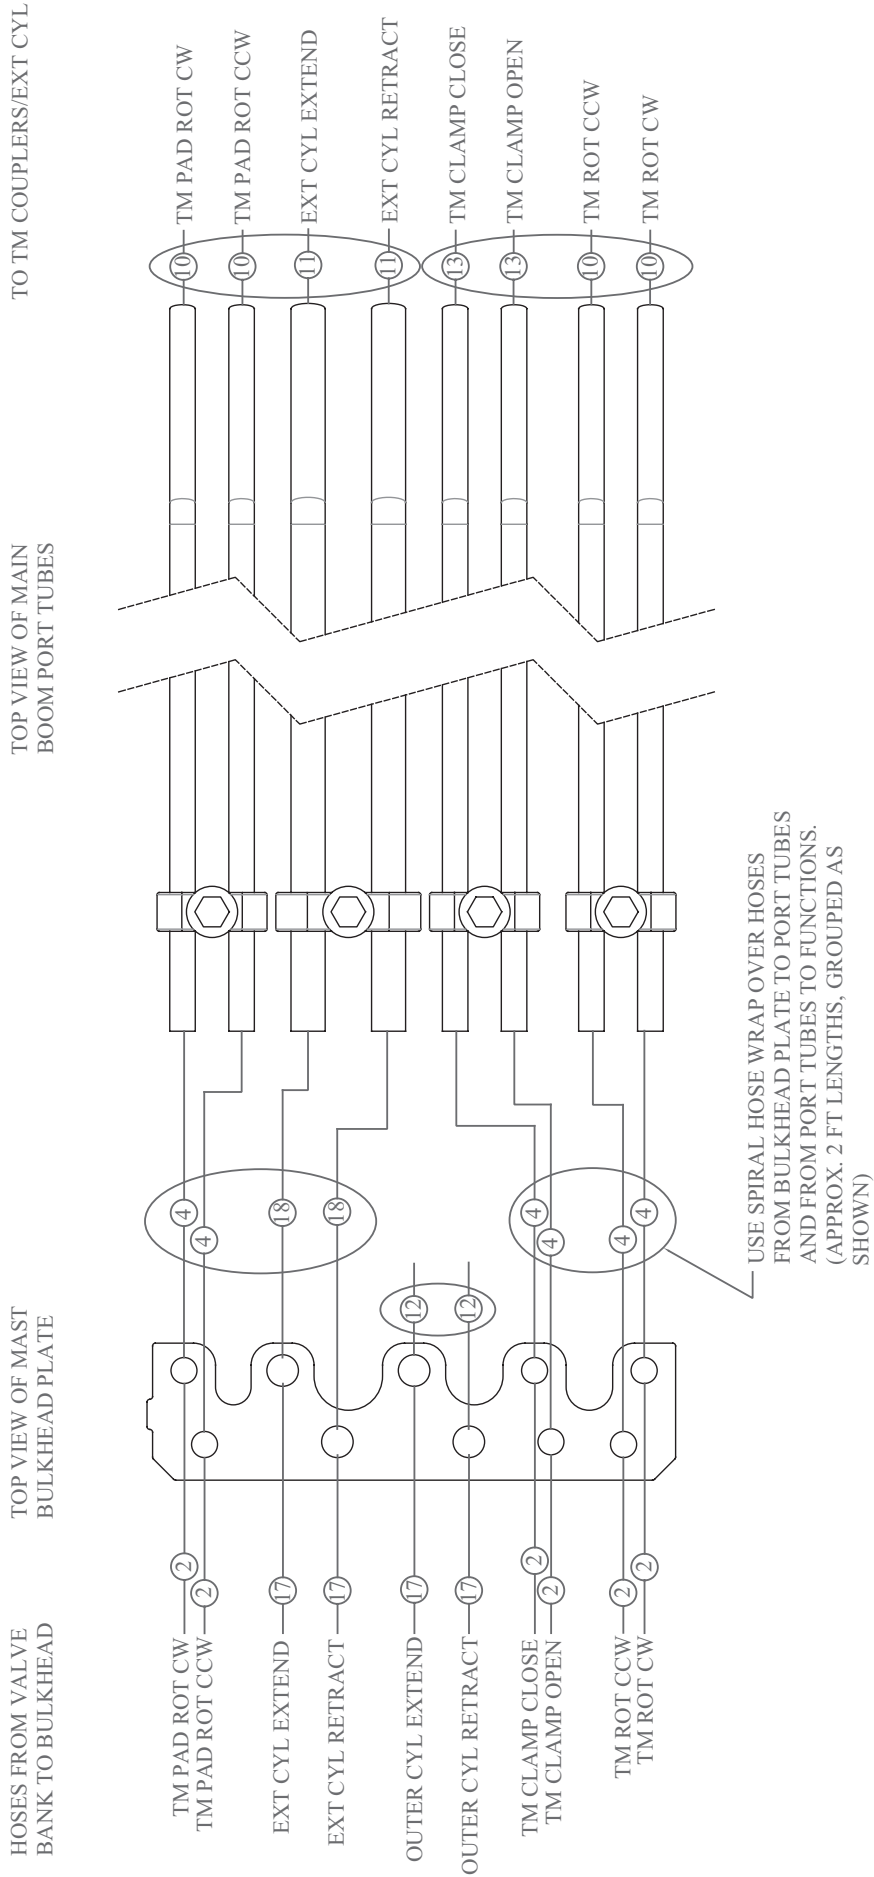 HOSES FROM VALVE
BANK TO BULKHEAD
TOP VIEW OF MAST
BULKHEAD PLATE
TOP VIEW OF MAIN
BOOM PORT TUBES
TO TM COUPLERS/EXT CYL
TM PAD ROT CW
2
4
10
TM PAD ROT CW
TM PAD ROT CCW
2
4
10
TM PAD ROT CCW
EXT CYL EXTEND
17
18
11
EXT CYL EXTEND
EXT CYL RETRACT
17
18
11
EXT CYL RETRACT
OUTER CYL EXTEND
17
12
OUTER CYL RETRACT
17
12
TM CLAMP CLOSE
2
4
13
TM CLAMP CLOSE
TM CLAMP OPEN
2
4
13
TM CLAMP OPEN
TM ROT CCW
2
4
10
TM ROT CCW
TM ROT CW
2
4
10
TM ROT CW
USE SPIRAL HOSE WRAP OVER HOSES
FROM BULKHEAD PLATE TO PORT TUBES
AND FROM PORT TUBES TO FUNCTIONS.
(APPROX. 2 FT LENGTHS, GROUPED AS
SHOWN)